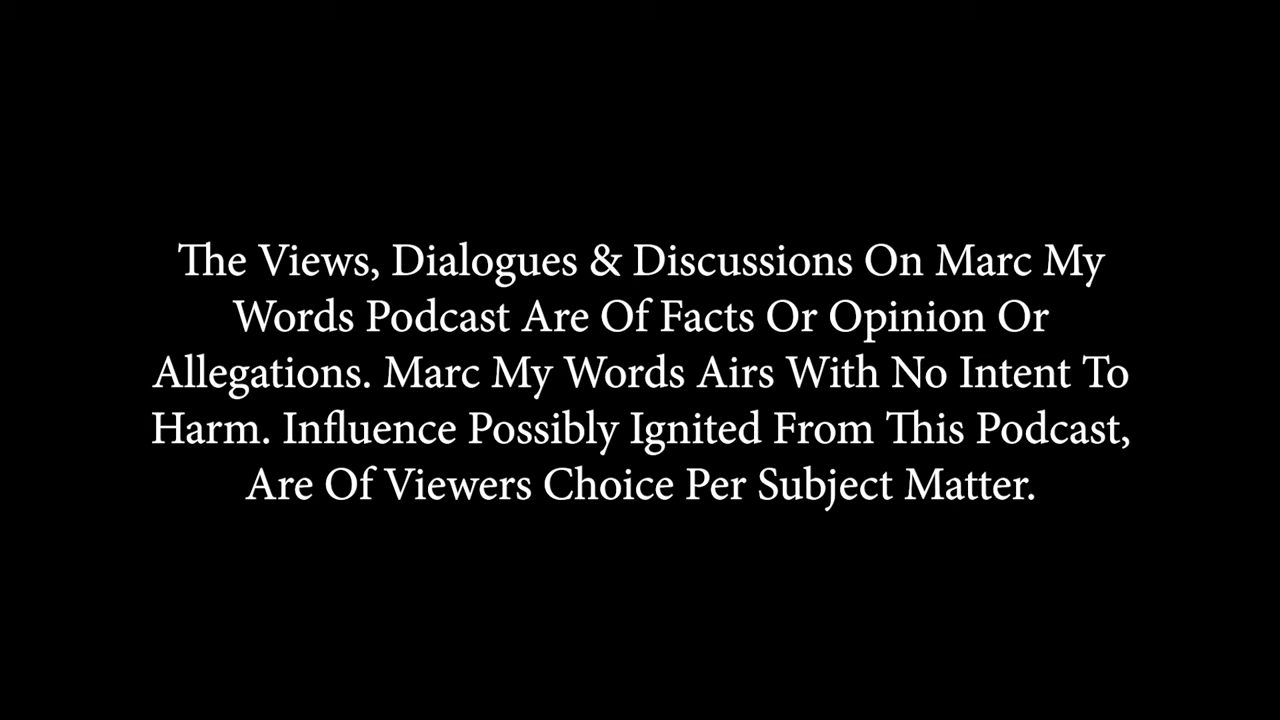 The Views, Dialogues & Discussions On Marc My
Words Podcast Are Of Facts Or Opinion Or
Allegations. Marc My Words Airs With No Intent To
Harm. Influence Possibly Ignited From This Podcast,
Are Of Viewers Choice Per Subject Matter.